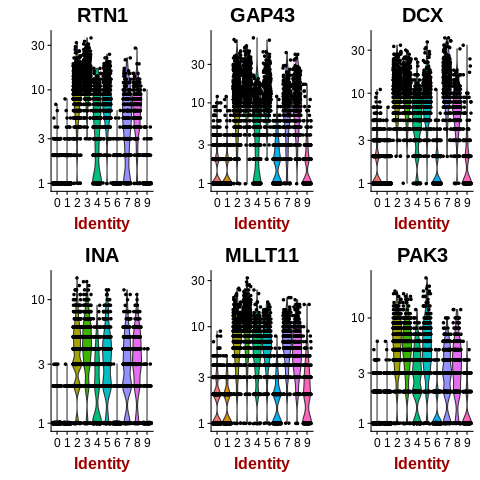 RTN1 GAP43 DCX
30 30 30
10 10 10
3 3 3
1 1 1
0 1 2 3 4 5 6 7 8 9 0 1 2 3 4 5 6 7 8 9 0 1 2 3 4 5 6 7 8 9
Identity Identity Identity
INA MLLT11 PAK3
10 30 10
3 10 3
1 3 1
1
0 1 2 3 4 5 6 7 8 9 0 1 2 3 4 5 6 7 8 9 0 1 2 3 4 5 6 7 8 9
Identity Identity Identity